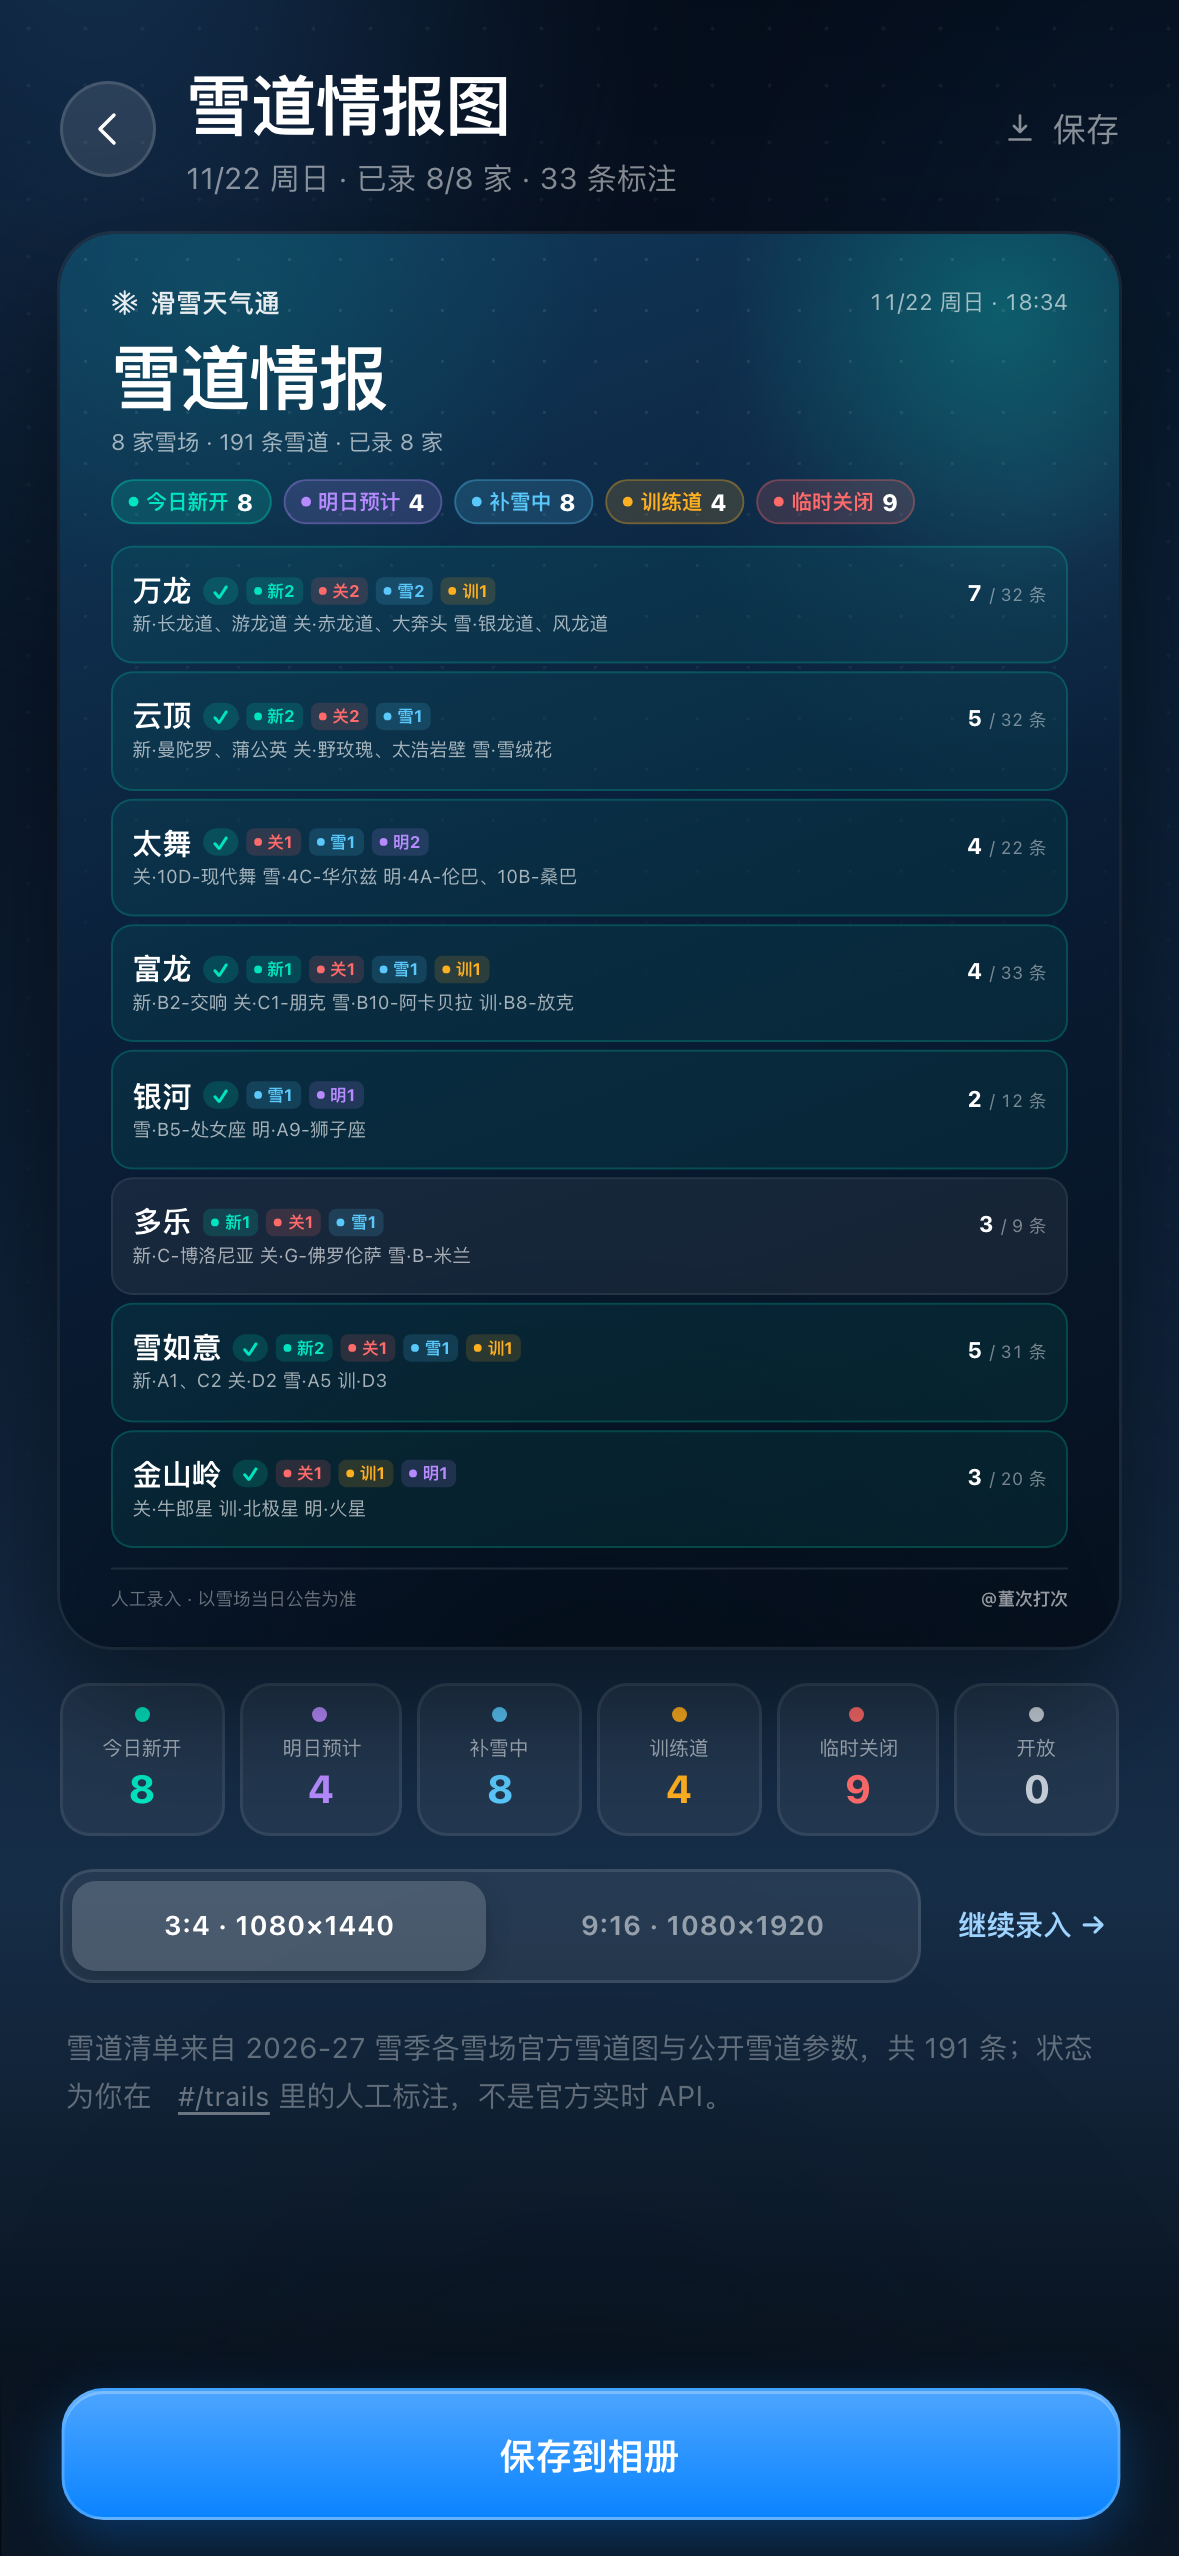 雪道情报图
保存
11/22 周日 · 已录 8/8 家 · 33 条标注
滑雪天气通
11/22 周日 · 18:34
雪道情报
8 家雪场 · 191 条雪道 · 已录 8 家
今日新开 8 明日预计 4 补雪中 8 训练道 4 临时关闭 9
万龙 新2 关2 雪2 训1 7 / 32 条
新·长龙道、游龙道 关·赤龙道、大奔头 雪·银龙道、风龙道
云顶 新2 关2 雪1 5 / 32 条
新·曼陀罗、蒲公英 关·野玫瑰、太浩岩壁 雪·雪绒花
太舞 关1 雪1 明2 4 / 22 条
关·10D-现代舞 雪·4C-华尔兹 明·4A-伦巴、10B-桑巴
富龙 新1 关1 雪1 训1 4 / 33 条
新·B2-交响 关·C1-朋克 雪·B10-阿卡贝拉 训·B8-放克
银河 雪1 明1 2 / 12 条
雪·B5-处女座 明·A9-狮子座
多乐 新1 关1 雪1 3 / 9 条
新·C-博洛尼亚 关·G-佛罗伦萨 雪·B-米兰
雪如意 新2 关1 雪1 训1 5 / 31 条
新·A1、C2 关·D2 雪·A5 训·D3
金山岭 关1 训1 明1 3 / 20 条
关·牛郎星 训·北极星 明·火星
人工录入 · 以雪场当日公告为准
@董次打次
今日新开 明日预计 补雪中 训练道 临时关闭 开放
8 4 8 4 9 0
3:4 · 1080×1440 9:16 · 1080×1920 继续录入 →
雪道清单来自 2026-27 雪季各雪场官方雪道图与公开雪道参数，共 191 条；状态
为你在 #/trails 里的人工标注，不是官方实时 API。
保存到相册